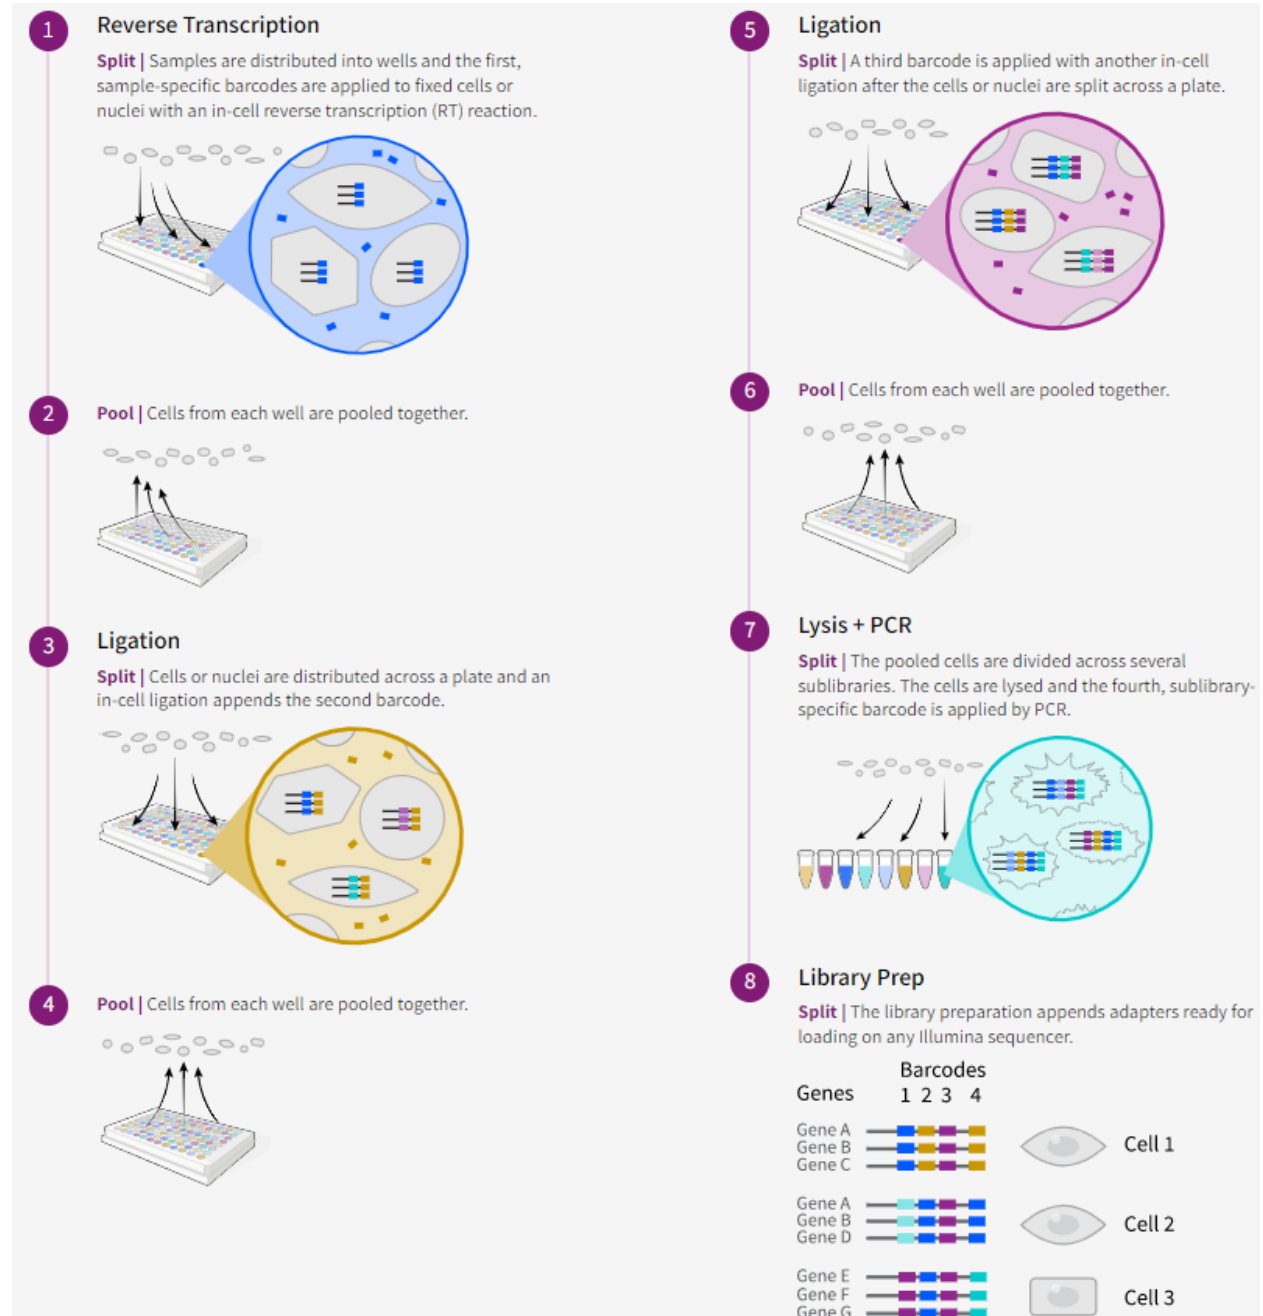 1
Reverse Transcription
Split | Samples are distributed into wells and the first,
sample-specific barcodes are applied to fixed cells or
nuclei with an in-cell reverse transcription (RT) reaction.
2
Pool | Cells from each well are pooled together.
3
Ligation
Split | Cells or nuclei are distributed across a plate and an
in-cell ligation appends the second barcode.
4
Pool | Cells from each well are pooled together.
5
Ligation
Split | A third barcode is applied with another in-cell
ligation after the cells or nuclei are split across a plate.
6
Pool | Cells from each well are pooled together.
7
Lysis + PCR
Split | The pooled cells are divided across several
sublibraries. The cells are lysed and the fourth, sublibrary-
specific barcode is applied by PCR.
8
Library Prep
Split | The library preparation appends adapters ready for
loading on any Illumina sequencer.
Barcodes
Genes 1 2 3 4
Gene A
Gene B
Gene C
Cell 1
Gene A
Gene B
Gene D
Cell 2
Gene E
Gene F
Gene G
Cell 3